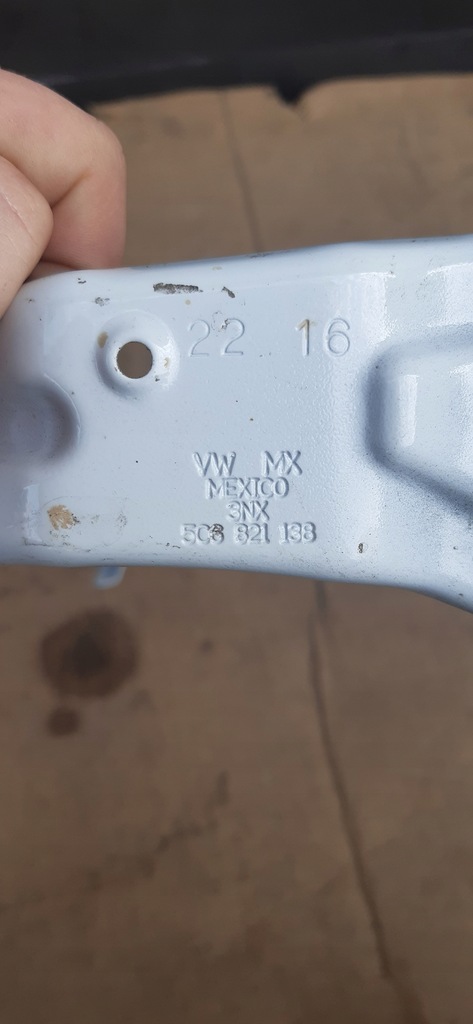 22 16
VW MX
MEXICO
3NX
5C6 821 138